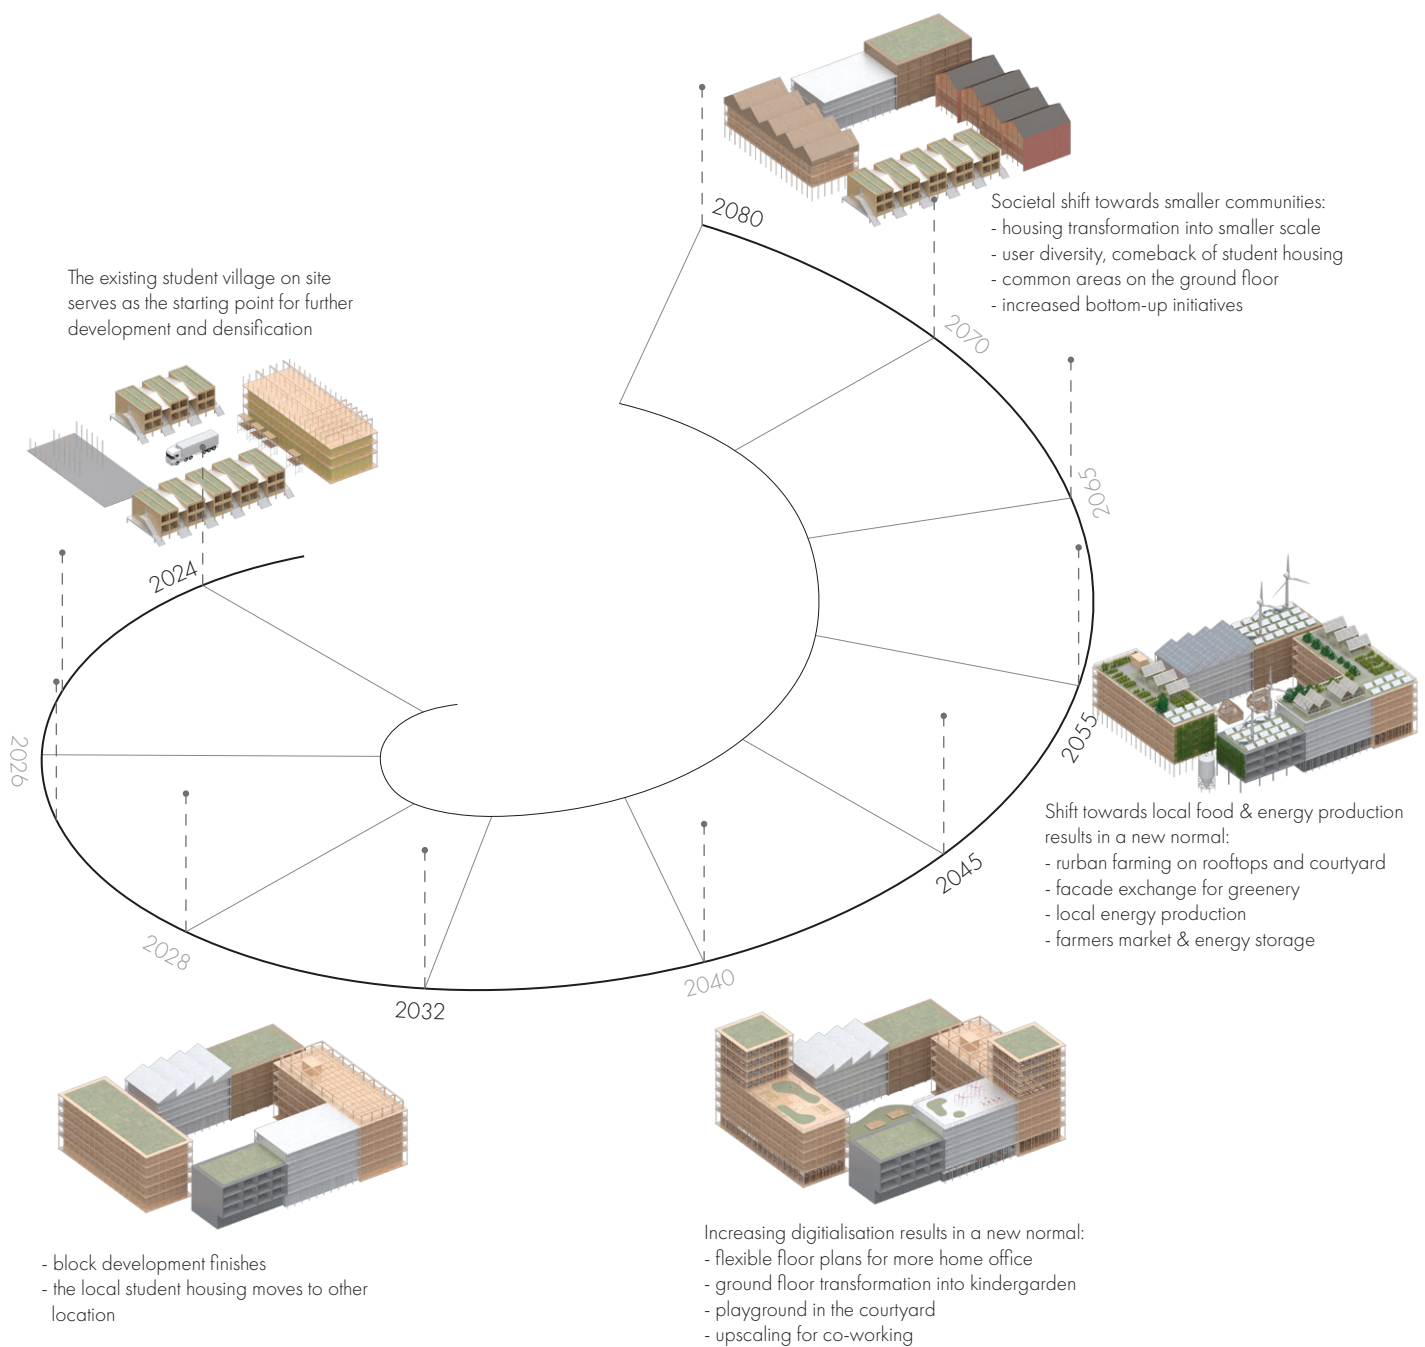 The existing student village on site
serves as the starting point for further
development and densification
2024
2026
2028
2032
- block development finishes
- the local student housing moves to other
location
2040
2045
Increasing digitialisation results in a new normal:
- flexible floor plans for more home office
- ground floor transformation into kindergarden
- playground in the courtyard
- upscaling for co-working
2055
Shift towards local food & energy production
results in a new normal:
- rurban farming on rooftops and courtyard
- facade exchange for greenery
- local energy production
- farmers market & energy storage
2065
2070
2080
Societal shift towards smaller communities:
- housing transformation into smaller scale
- user diversity, comeback of student housing
- common areas on the ground floor
- increased bottom-up initiatives